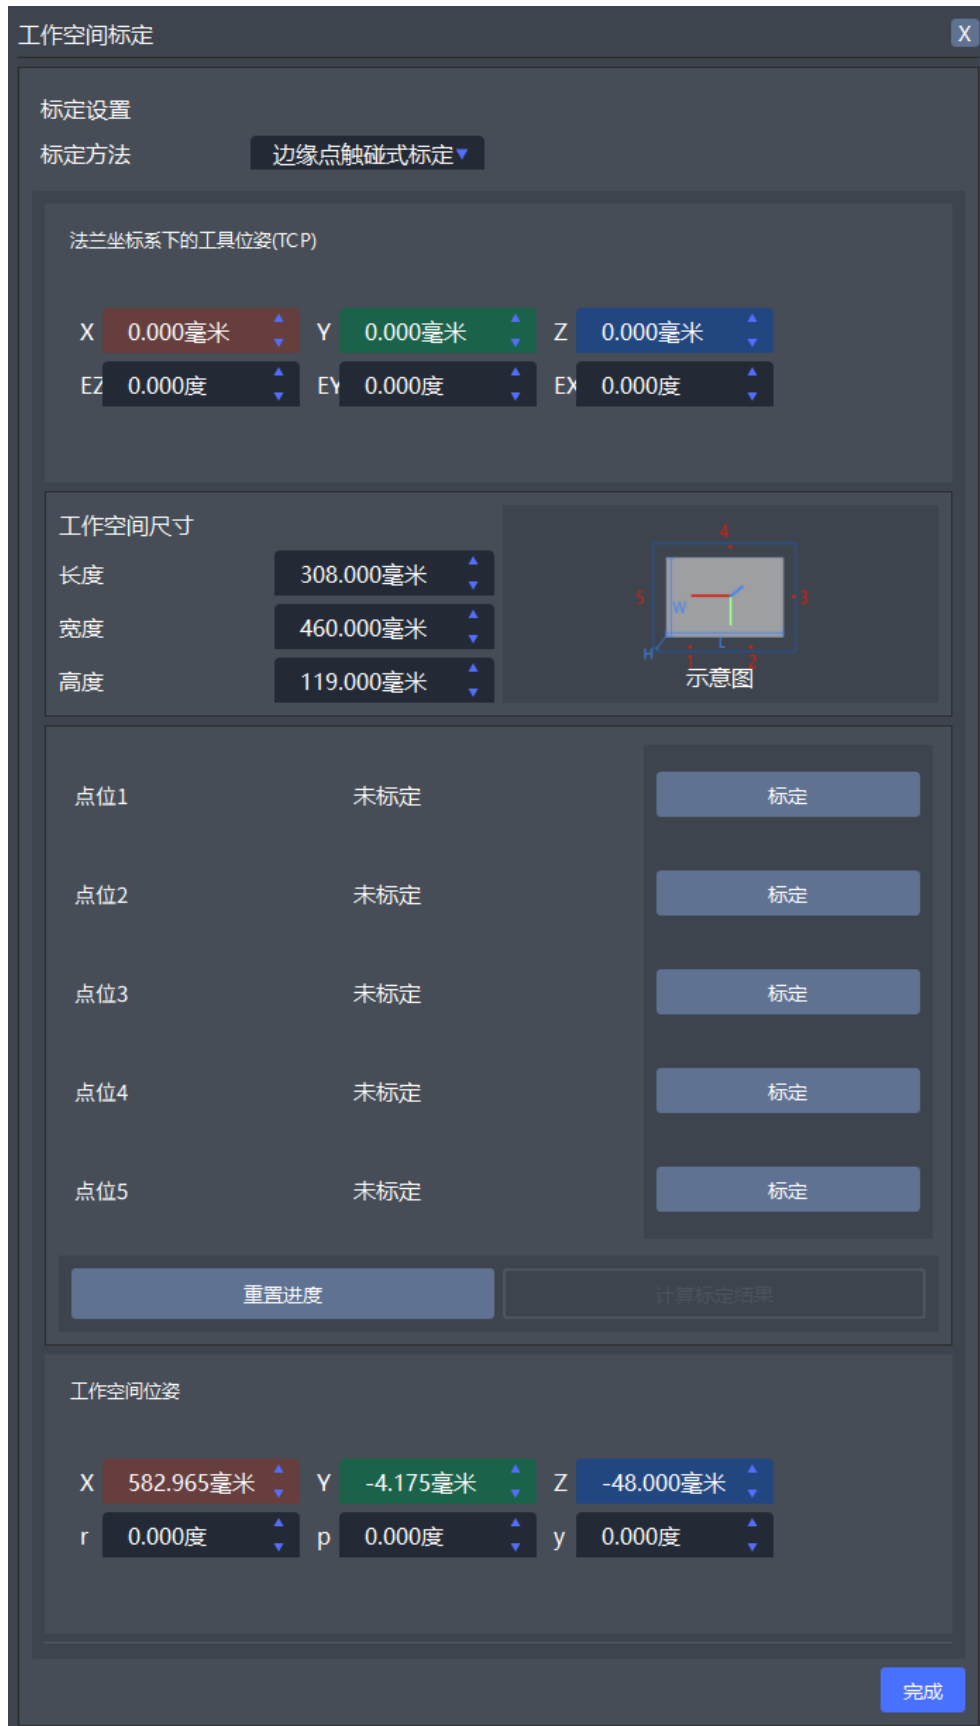 工作空间标定 X
标定设置
标定方法 边缘点触碰式标定
法兰坐标系下的工具位姿(TCP)
X 0.000毫米 Y 0.000毫米 Z 0.000毫米
EZ 0.000度 EY 0.000度 EX 0.000度
工作空间尺寸
长度 308.000毫米
宽度 460.000毫米
高度 119.000毫米
4
5 W 3
H 1 L 2
示意图
点位1 未标定 标定
点位2 未标定 标定
点位3 未标定 标定
点位4 未标定 标定
点位5 未标定 标定
重置进度 计算标定结果
工作空间位姿
X 582.965毫米 Y -4.175毫米 Z -48.000毫米
r 0.000度 p 0.000度 y 0.000度
完成